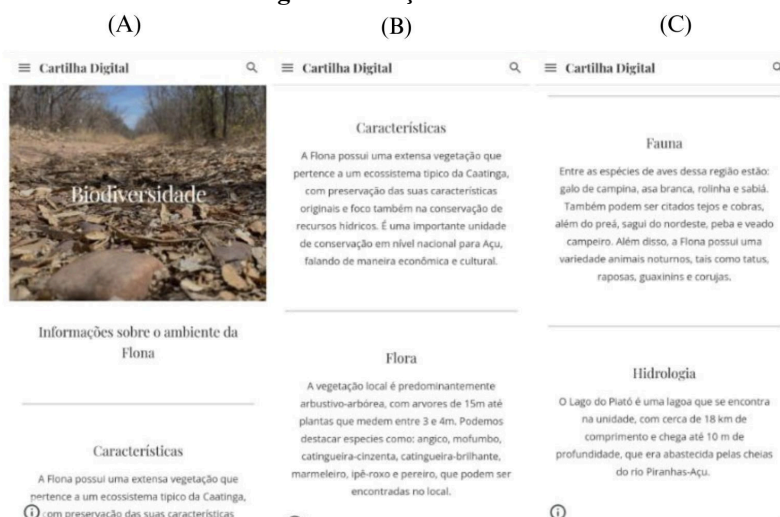 (A)
(B)
(C)
Cartilha Digital
Biodiversidade
Informações sobre o ambiente da
Flona
Características
A Flona possui uma extensa vegetação que
pertence a um ecossistema tipico da Caatinga,
com preservação das suas características
Cartilha Digital
Características
A Flona possui uma extensa vegetação que
pertence a um ecossistema tipico da Caatinga,
com preservação das suas características
originais e foco também na conservação de
recursos hídricos. É uma importante unidade
de conservação em nível nacional para Açu,
falando de maneira econômica e cultural.
Flora
A vegetação local é predominantemente
arbustivo-arbórea, com arvores de 15m até
plantas que medem entre 3 e 4m. Podemos
destacar especies como: angico, mofumbo,
catingueira-cinzenta, catingueira-brilhante,
marmeleiro, ipê-roxo e pereiro, que podem ser
encontradas no local.
Cartilha Digital
Fauna
Entre as espécies de aves dessa região estão:
galo de campina, asa branca, rolinha e sabiá.
Também podem ser citados tejos e cobras,
além do preá, sagui do nordeste, peba e veado
campeiro. Além disso, a Flona possui uma
variedade animais noturnos, tais como tatus,
raposas, guaxinins e corujas.
Hidrologia
O Lago do Piató é uma lagoa que se encontra
na unidade, com cerca de 18 km de
comprimento e chega até 10 m de
profundidade, que era abastecida pelas cheias
do rio Piranhas-Açu.